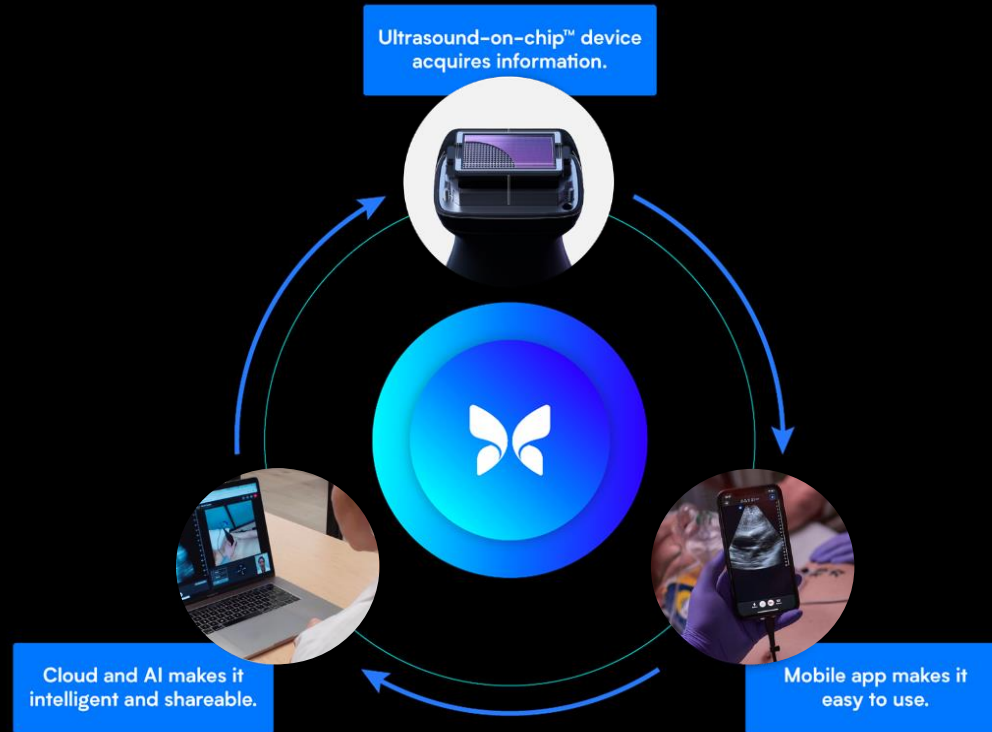 Ultrasound-on-chip™ device
acquires information.
Mobile app makes it
easy to use.
Cloud and AI makes it
intelligent and shareable.